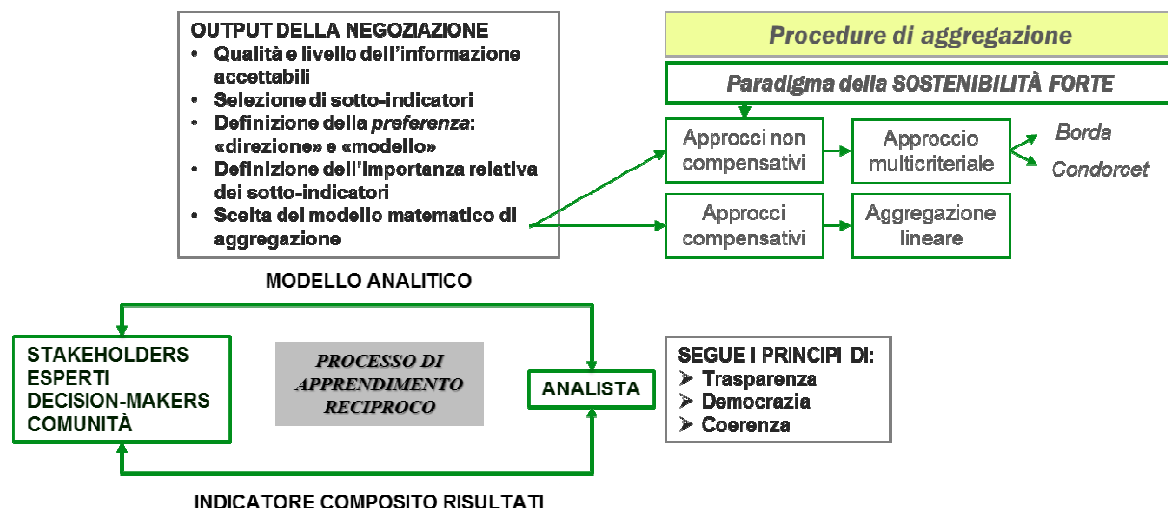 OUTPUT DELLA NEGOZIAZIONE
• Qualità e livello dell'informazione
accettabili
• Selezione di sotto-indicatori
• Definizione della preferenza:
«direzione» e «modello»
• Definizione dell'importanza relativa
dei sotto-indicatori
• Scelta del modello matematico di
aggregazione
Procedure di aggregazione
Paradigma della SOSTENIBILITÀ FORTE
Approcci non
compensativi
Approccio
multicriteriale
Borda
Condorcet
Approcci
compensativi
Aggregazione
lineare
MODELLO ANALITICO
STAKEHOLDERS
ESPERTI
DECISION-MAKERS
COMUNITÀ
PROCESSO DI
APPRENDIMENTO
RECIPROCO
ANALISTA
SEGUE I PRINCIPI DI:
➢ Trasparenza
➢ Democrazia
➢ Coerenza
INDICATORE COMPOSITO RISULTATI